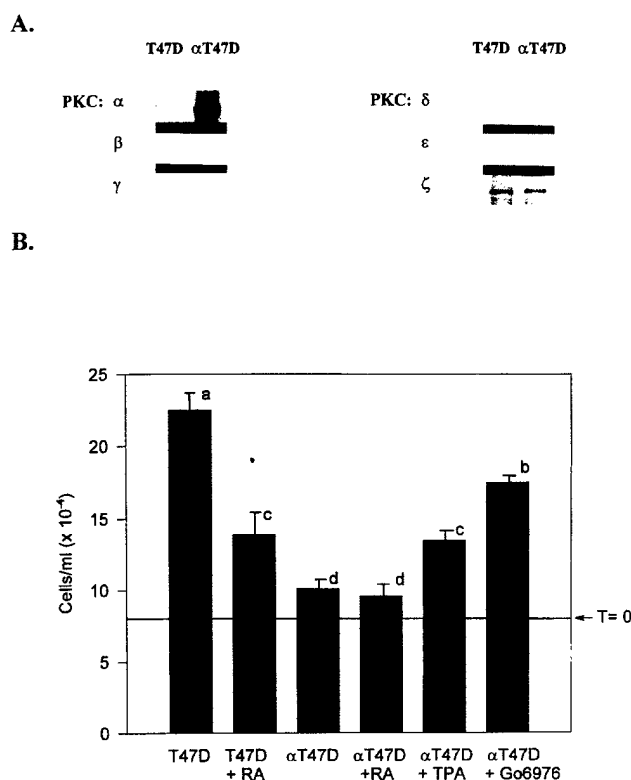 A.
T47D αT47D
PKC: α
β
γ
T47D αT47D
PKC: δ
ε
ζ
B.
Cells/ml (x 10⁻⁴)
25
20
15
10
5
0
a
c
d
d
c
b
T= 0
T47D
T47D + RA
αT47D
αT47D +RA
αT47D + TPA
αT47D + Go6976